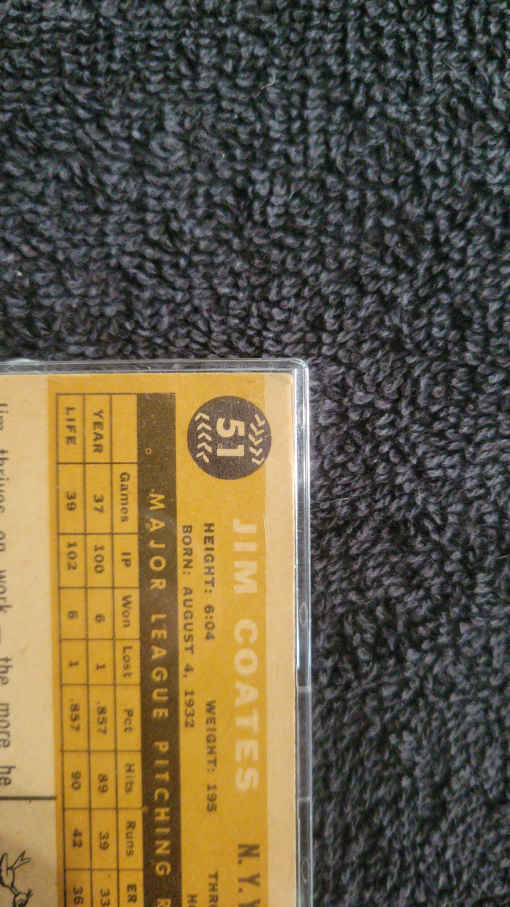 51
JIM COATES N. Y.
HEIGHT: 6:04 WEIGHT: 195
BORN: AUGUST 4, 1932
MAJOR LEAGUE PITCHING
Games IP Won Lost Pct Hits Runs ER
YEAR 37 100 6 1 .857 89 39 33
LIFE 39 102 6 1 .857 90 42 36
Jim thrives on work — the more he